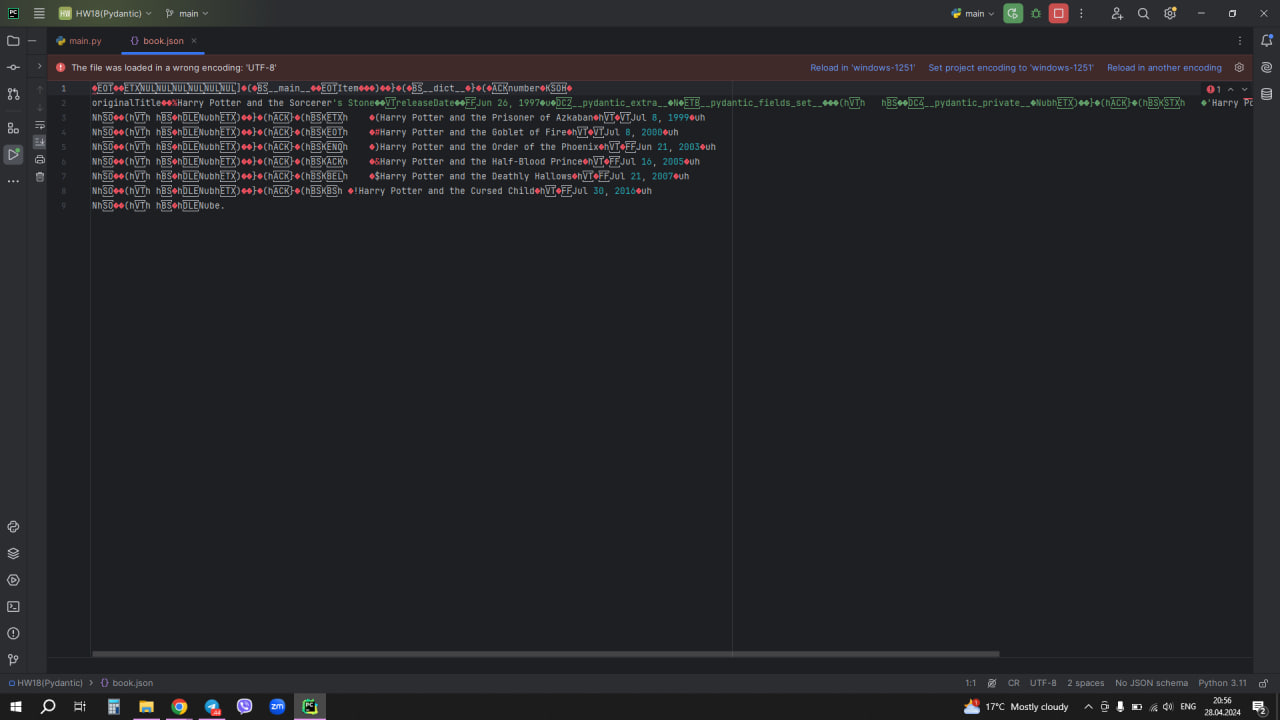 HW HW18(Pydantic) main main
main.py book.json
The file was loaded in a wrong encoding: 'UTF-8' Reload in 'windows-1251' Set project encoding to 'windows-1251' Reload in another encoding
1 �EOT��ETXNULNULNULNULNULNUL]�(�BS__main__��EOTItem���)��}�(�BS__dict__�}�(�ACKnumber�KSOH�
2 originalTitle��%Harry Potter and the Sorcerer's Stone��VTreleaseDate��FFJun 26, 1997�u�DC2__pydantic_extra__�N�ETB__pydantic_fields_set__���(hVTh hBS�DC4__pydantic_private__�NubhETX)��}�(hACK}�(hBSKSTXh �'Harry Po
3 NhSO��(hVTh hBS�hDLENubhETX)��}�(hACK}�(hBSKETXh �(Harry Potter and the Prisoner of Azkaban�hVT�VTJul 8, 1999�uh
4 NhSO��(hVTh hBS�hDLENubhETX)��}�(hACK}�(hBSKEOTh �#Harry Potter and the Goblet of Fire�hVT�VTJul 8, 2000�uh
5 NhSO��(hVTh hBS�hDLENubhETX)��}�(hACK}�(hBSKENQh �)Harry Potter and the Order of the Phoenix�hVT�FFJun 21, 2003�uh
6 NhSO��(hVTh hBS�hDLENubhETX)��}�(hACK}�(hBSKACKh �&Harry Potter and the Half-Blood Prince�hVT�FFJul 16, 2005�uh
7 NhSO��(hVTh hBS�hDLENubhETX)��}�(hACK}�(hBSKBELh �$Harry Potter and the Deathly Hallows�hVT�FFJul 21, 2007�uh
8 NhSO��(hVTh hBS�hDLENubhETX)��}�(hACK}�(hBSKBSh �!Harry Potter and the Cursed Child�hVT�FFJul 30, 2016�uh
9 NhSO��(hVTh hBS�hDLENube.
1
HW18(Pydantic) book.json 1:1 CR UTF-8 2 spaces No JSON schema Python 3.11
17°C Mostly cloudy ENG 20:56
28.04.2024 2
zm PC